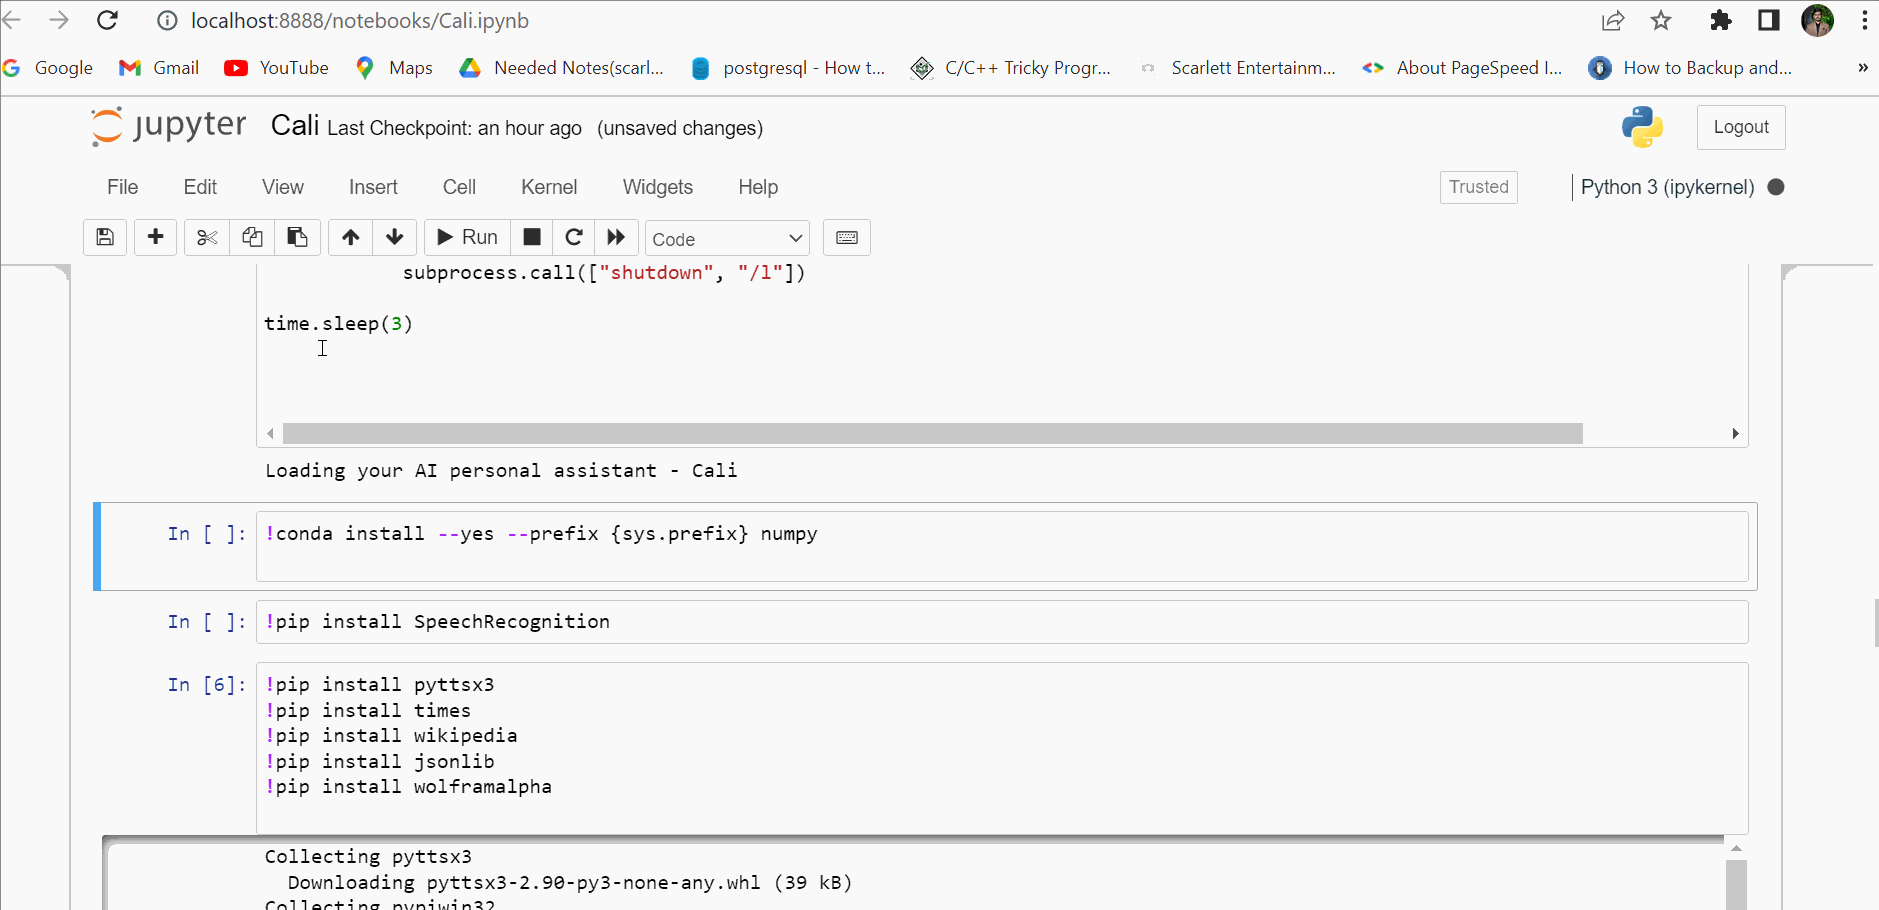 localhost:8888/notebooks/Cali.ipynb
Google Gmail YouTube Maps Needed Notes(scarl... postgresql - How t... C/C++ Tricky Progr... Scarlett Entertainm... About PageSpeed I... How to Backup and... »
jupyter Cali Last Checkpoint: an hour ago (unsaved changes) Logout
File Edit View Insert Cell Kernel Widgets Help Trusted Python 3 (ipykernel)
Run Code
subprocess.call(["shutdown", "/l"])
time.sleep(3)
Loading your AI personal assistant - Cali
In [ ]: !conda install --yes --prefix {sys.prefix} numpy
In [ ]: !pip install SpeechRecognition
In [6]: !pip install pyttsx3
!pip install times
!pip install wikipedia
!pip install jsonlib
!pip install wolframalpha
Collecting pyttsx3
Downloading pyttsx3-2.90-py3-none-any.whl (39 kB)
Collecting pypiwin32